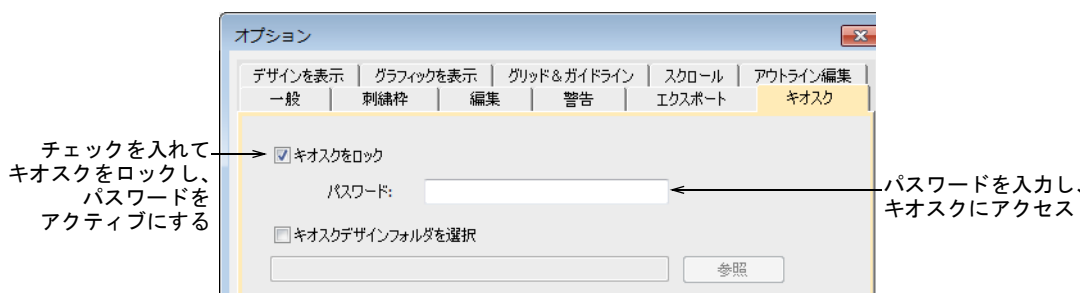 オプション
デザインを表示 グラフィックを表示 グリッド&ガイドライン スクロール アウトライン編集
一般 刺繍枠 編集 警告 エクスポート キオスク
チェックを入れて
キオスクをロックし、
パスワードを
アクティブにする
キオスクをロック
パスワード:
パスワードを入力し、
キオスクにアクセス
キオスクデザインフォルダを選択
参照